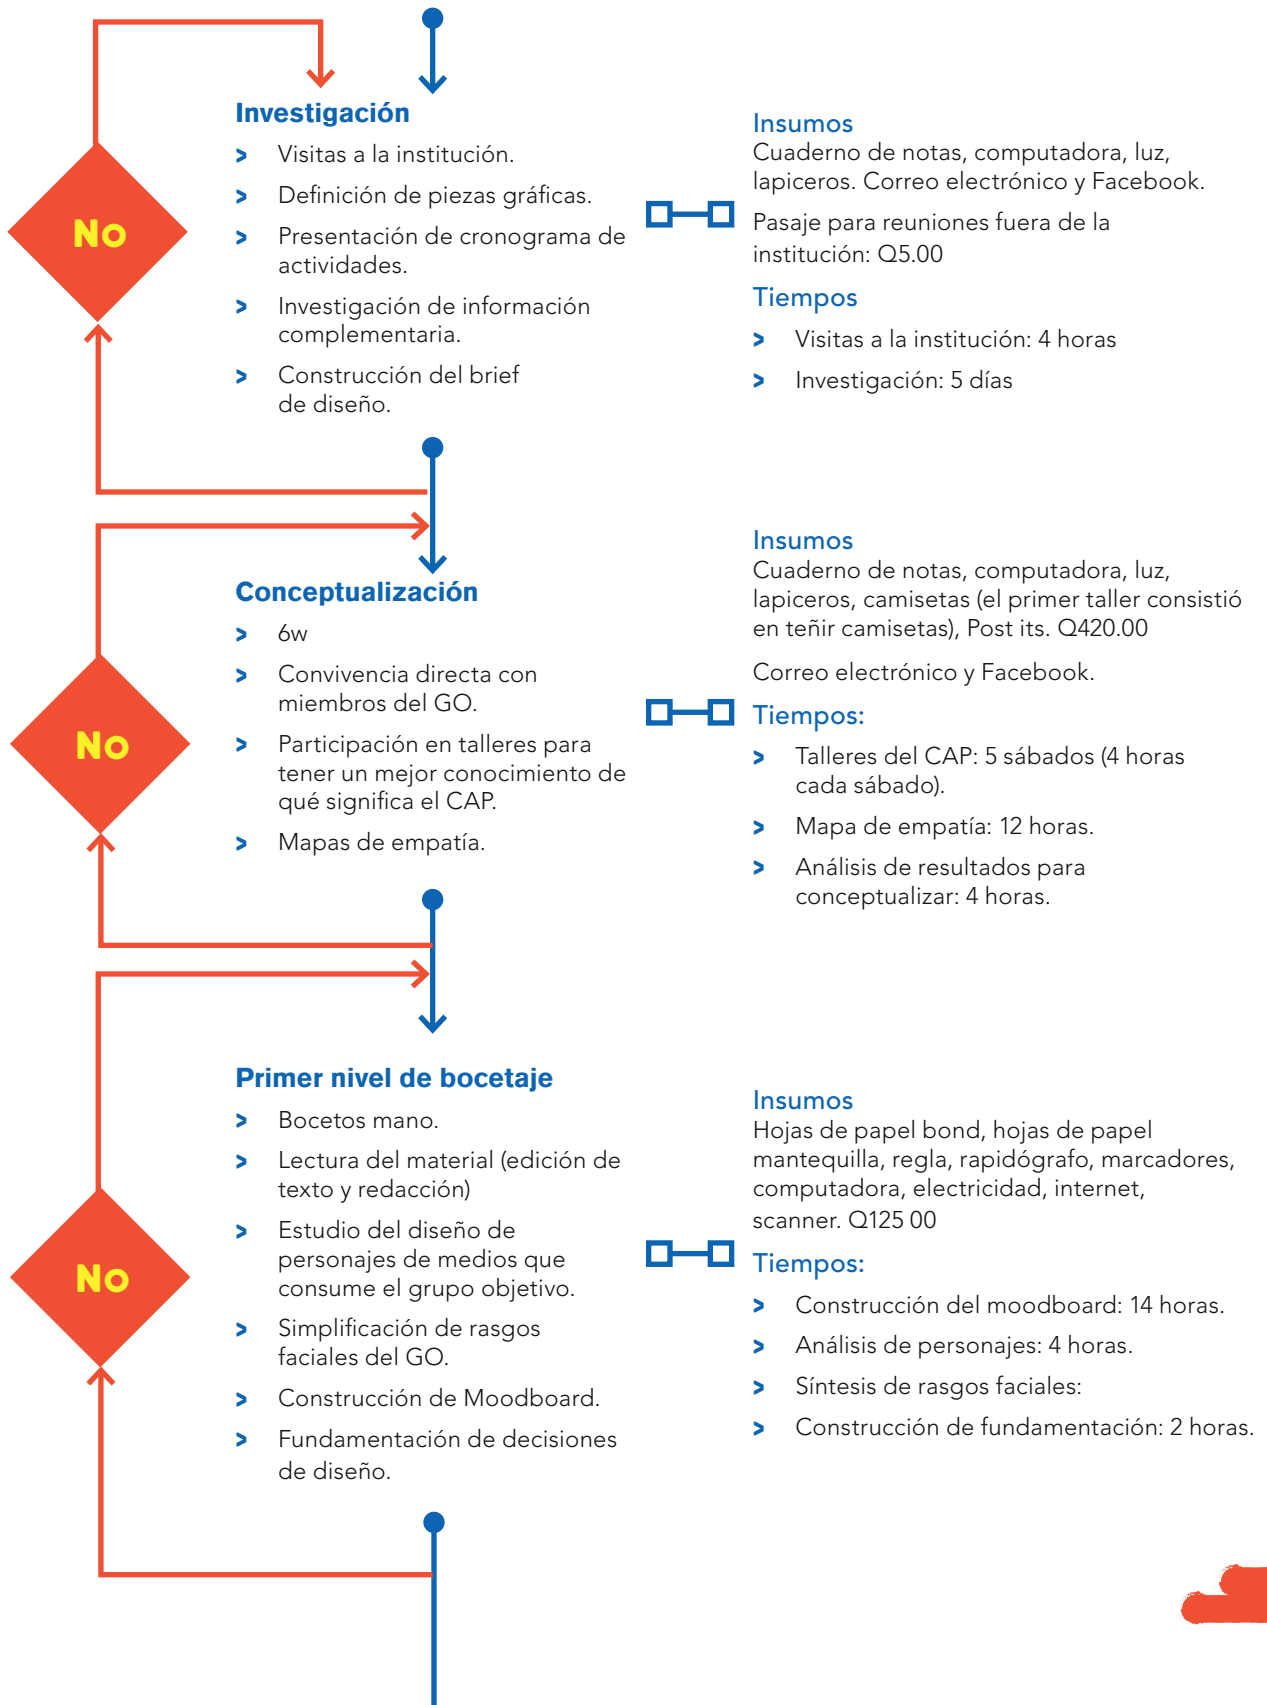 Investigación
> Visitas a la institución.
> Definición de piezas gráficas.
> Presentación de cronograma de
actividades.
> Investigación de información
complementaria.
> Construcción del brief
de diseño.
No
Insumos
Cuaderno de notas, computadora, luz,
lapiceros. Correo electrónico y Facebook.
Pasaje para reuniones fuera de la
institución: Q5.00
Tiempos
> Visitas a la institución: 4 horas
> Investigación: 5 días
Conceptualización
> 6w
> Convivencia directa con
miembros del GO.
> Participación en talleres para
tener un mejor conocimiento de
qué significa el CAP.
> Mapas de empatía.
No
Insumos
Cuaderno de notas, computadora, luz,
lapiceros, camisetas (el primer taller consistió
en teñir camisetas), Post its. Q420.00
Correo electrónico y Facebook.
Tiempos:
> Talleres del CAP: 5 sábados (4 horas
cada sábado).
> Mapa de empatía: 12 horas.
> Análisis de resultados para
conceptualizar: 4 horas.
Primer nivel de bocetaje
> Bocetos mano.
> Lectura del material (edición de
texto y redacción)
> Estudio del diseño de
personajes de medios que
consume el grupo objetivo.
> Simplificación de rasgos
faciales del GO.
> Construcción de Moodboard.
> Fundamentación de decisiones
de diseño.
No
Insumos
Hojas de papel bond, hojas de papel
mantequilla, regla, rapidógrafo, marcadores,
computadora, electricidad, internet,
scanner. Q125 00
Tiempos:
> Construcción del moodboard: 14 horas.
> Análisis de personajes: 4 horas.
> Síntesis de rasgos faciales:
> Construcción de fundamentación: 2 horas.